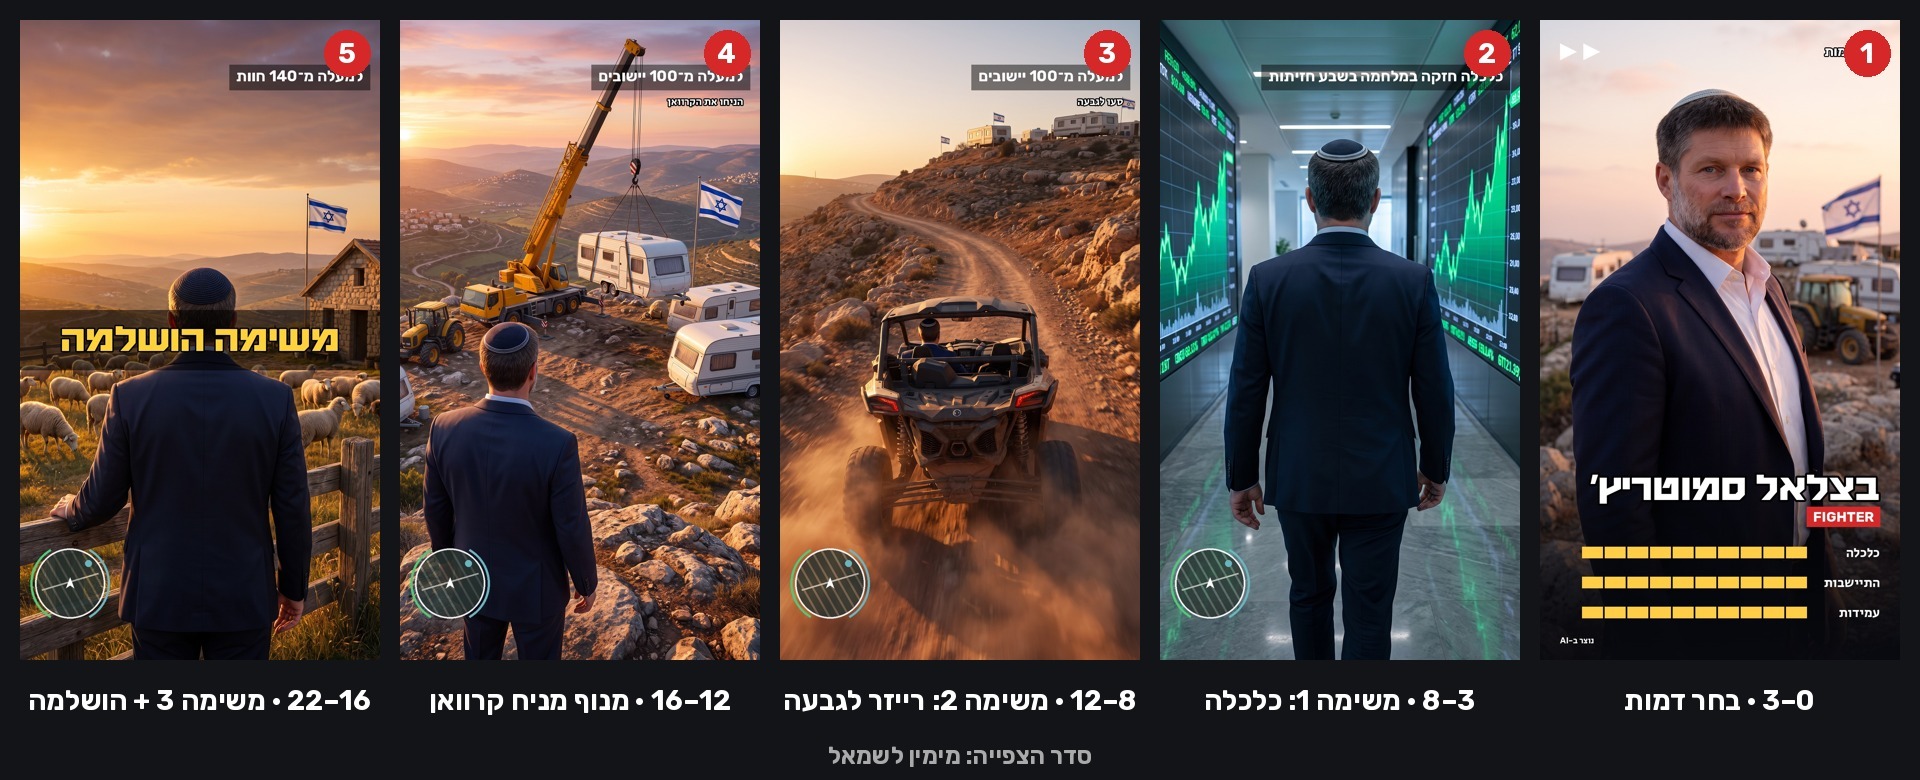 1
בצלאל סמוטריץ'
FIGHTER
כלכלה
התיישבות
עמידות
נוצר ב-AI
0–3 • בחר דמות
2
כלכלה חזקה במלחמה בשבע חזיתות
3–8 • משימה 1: כלכלה
3
למעלה מ־100 יישובים
סעו לגבעה
8–12 • משימה 2: רייזר לגבעה
4
למעלה מ־100 יישובים
הניחו את הקרוואן
12–16 • מנוף מניח קרוואן
5
למעלה מ־140 חוות
משימה הושלמה
16–22 • משימה 3 + הושלמה
סדר הצפייה: מימין לשמאל